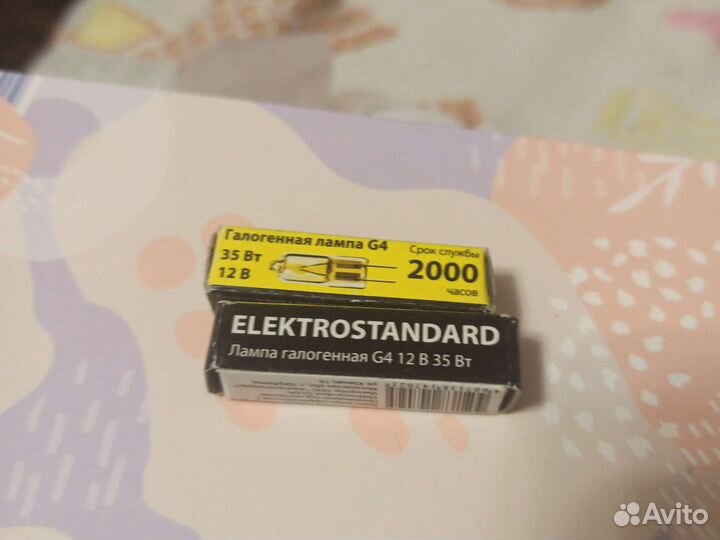 Галогенная лампа G4
35 Вт
12 В
Срок службы
2000
часов
ELEKTROSTANDARD
Лампа галогенная G4 12 В 35 Вт
Avito